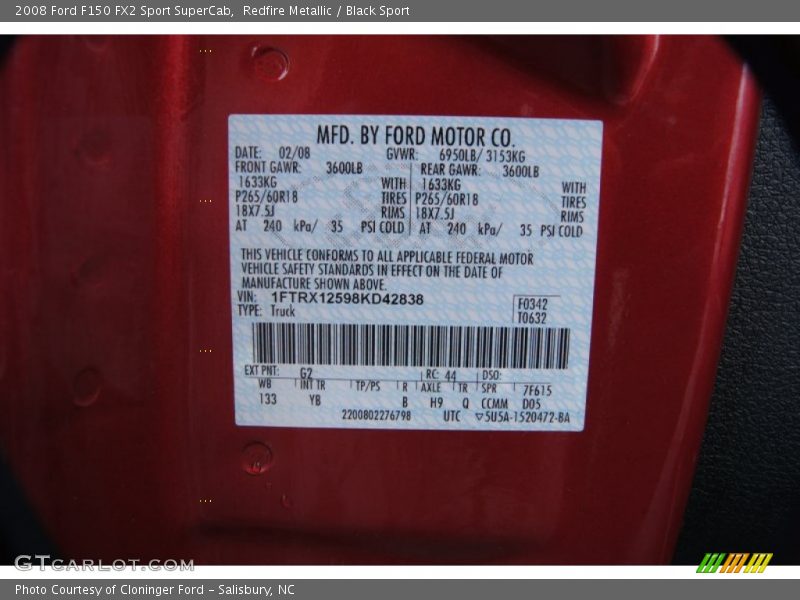 2008 Ford F150 FX2 Sport SuperCab,  Redfire Metallic / Black Sport
MFD. BY FORD MOTOR CO.
DATE: 02/08 GVWR: 6950LB/ 3153KG
FRONT GAWR: 3600LB REAR GAWR: 3600LB
1633KG WITH 1633KG WITH
P265/60R18 TIRES P265/60R18 TIRES
18X7.5J RIMS 18X7.5J RIMS
AT 240 kPa/ 35 PSI COLD AT 240 kPa/ 35 PSI COLD
THIS VEHICLE CONFORMS TO ALL APPLICABLE FEDERAL MOTOR
VEHICLE SAFETY STANDARDS IN EFFECT ON THE DATE OF
MANUFACTURE SHOWN ABOVE.
VIN: 1FTRX12598KD42838 F0342
TYPE: Truck T0632
EXT PNT: G2 RC: 44 DSO:
WB INT TR TP/PS R AXLE TR SPR 7F615
133 YB B H9 Q CCMM D05
2200802276798 UTC ▽5U5A-1520472-BA
GTCARLOT.COM
Photo Courtesy of Cloninger Ford - Salisbury, NC